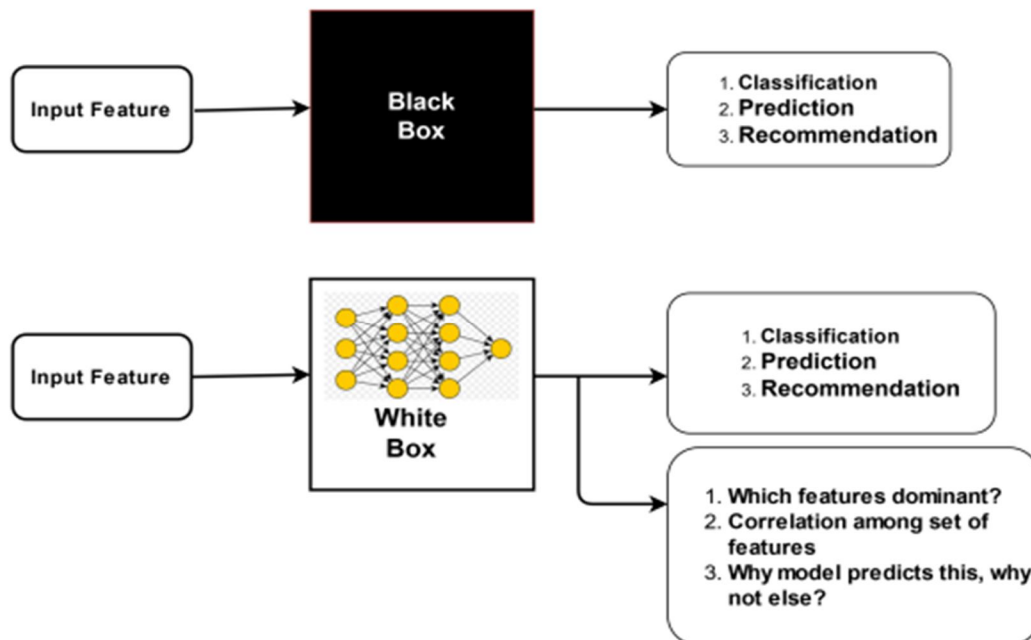 Input Feature
Black
Box
1. Classification
2. Prediction
3. Recommendation
Input Feature
White
Box
1. Classification
2. Prediction
3. Recommendation
1. Which features dominant?
2. Correlation among set of
features
3. Why model predicts this, why
not else?